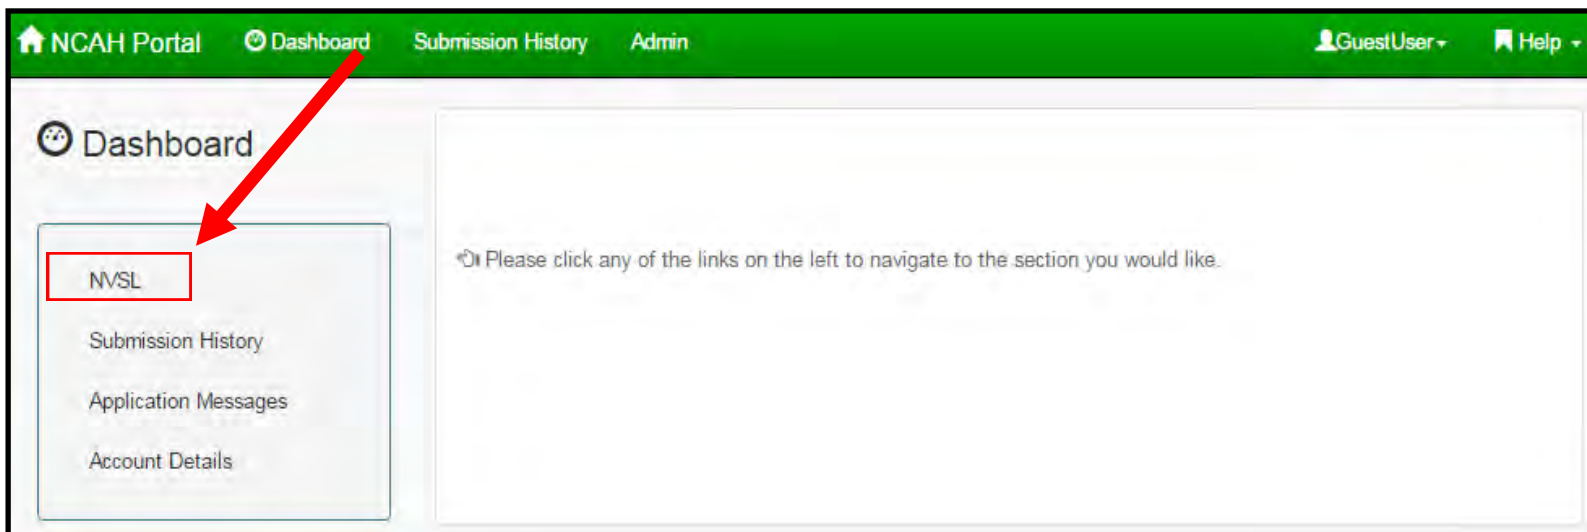 NCAH Portal Dashboard Submission History Admin GuestUser Help
Dashboard
Please click any of the links on the left to navigate to the section you would like.
NVSL
Submission History
Application Messages
Account Details